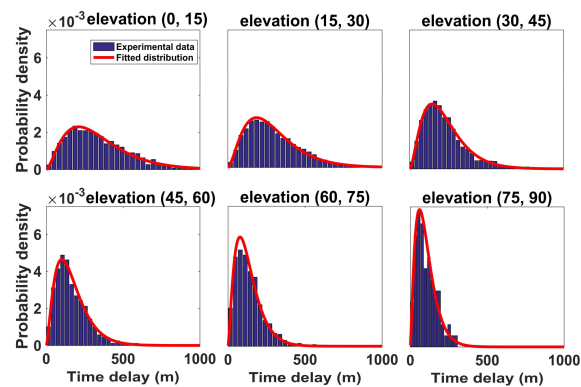 ×10⁻³ elevation (0, 15)
elevation (15, 30)
elevation (30, 45)
Experimental data
Fitted distribution
Probability density
6
4
2
0
×10⁻³ elevation (45, 60)
elevation (60, 75)
elevation (75, 90)
Probability density
6
4
2
0
0 500 1000
0 500 1000
0 500 1000
Time delay (m)
Time delay (m)
Time delay (m)